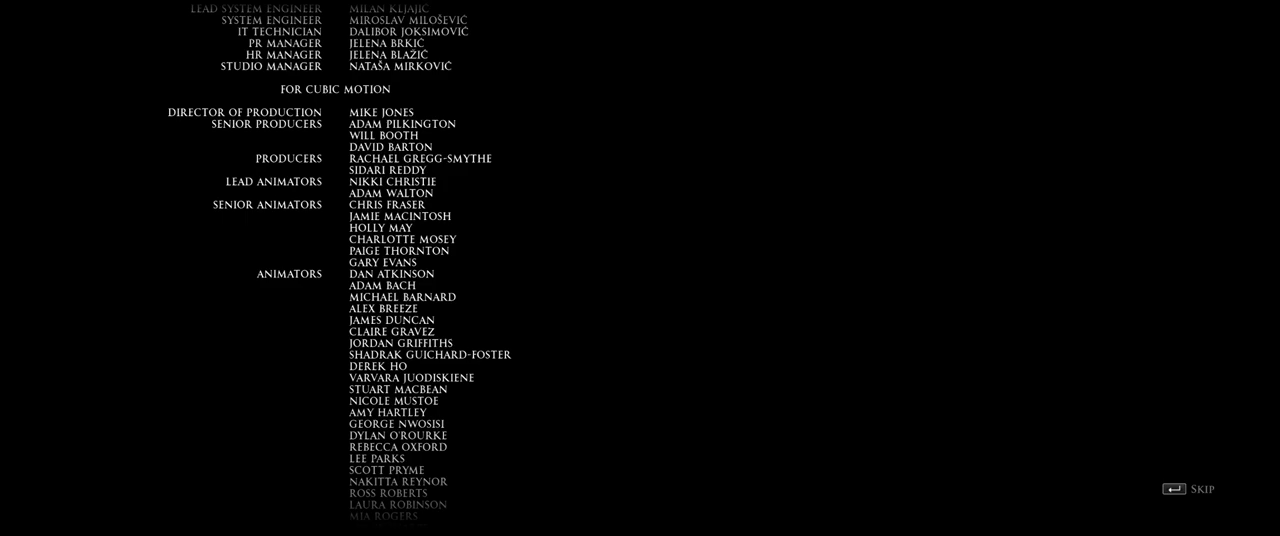 LEAD SYSTEM ENGINEER MILAN KLJAJIĆ
SYSTEM ENGINEER MIROSLAV MILOŠEVIĆ
IT TECHNICIAN DALIBOR JOKSIMOVIĆ
PR MANAGER JELENA BRKIĆ
HR MANAGER JELENA BLAŽIĆ
STUDIO MANAGER NATAŠA MIRKOVIĆ
FOR CUBIC MOTION
DIRECTOR OF PRODUCTION MIKE JONES
SENIOR PRODUCERS ADAM PILKINGTON
WILL BOOTH
DAVID BARTON
PRODUCERS RACHAEL GREGG-SMYTHE
SIDARI REDDY
LEAD ANIMATORS NIKKI CHRISTIE
ADAM WALTON
SENIOR ANIMATORS CHRIS FRASER
JAMIE MACINTOSH
HOLLY MAY
CHARLOTTE MOSEY
PAIGE THORNTON
GARY EVANS
ANIMATORS DAN ATKINSON
ADAM BACH
MICHAEL BARNARD
ALEX BREEZE
JAMES DUNCAN
CLAIRE GRAVEZ
JORDAN GRIFFITHS
SHADRAK GUICHARD-FOSTER
DEREK HO
VARVARA JUODISKIENE
STUART MACBEAN
NICOLE MUSTOE
AMY HARTLEY
GEORGE NWOSISI
DYLAN O'ROURKE
REBECCA OXFORD
LEE PARKS
SCOTT PRYME
NAKITTA REYNOR
SKIP
ROSS ROBERTS
LAURA ROBINSON
MIA ROGERS